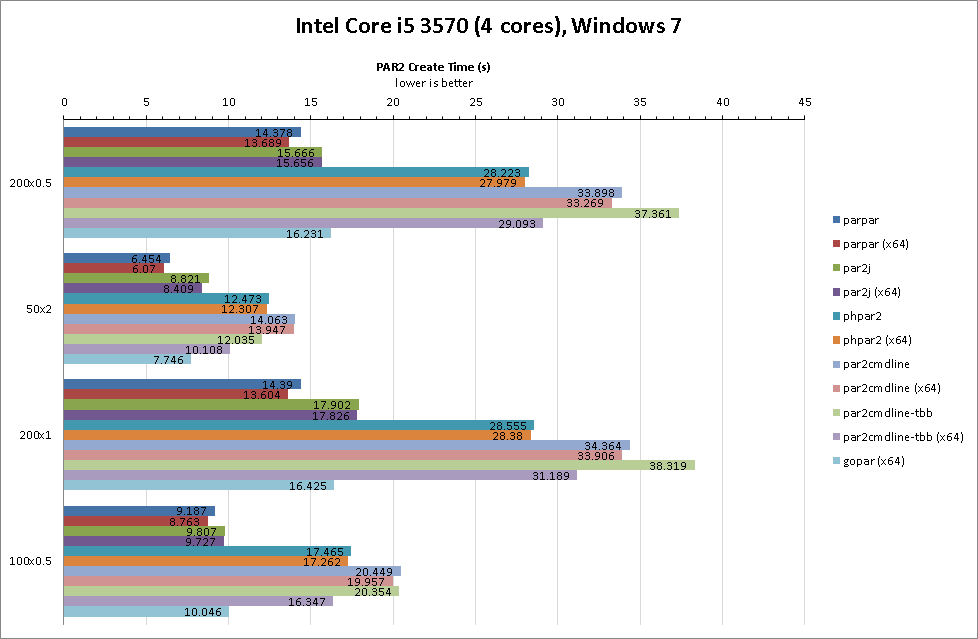 Intel Core i5 3570 (4 cores), Windows 7
PAR2 Create Time (s)
lower is better
0 5 10 15 20 25 30 35 40 45
200x0.5
14.378
13.689
15.666
15.656
28.223
27.979
33.898
33.269
37.361
29.093
16.231
50x2
6.454
6.07
8.821
8.409
12.473
12.307
14.063
13.947
12.035
10.108
7.746
200x1
14.39
13.604
17.902
17.826
28.555
28.38
34.364
33.906
38.319
31.189
16.425
100x0.5
9.187
8.763
9.807
9.727
17.465
17.262
20.449
19.957
20.354
16.347
10.046
parpar
parpar (x64)
par2j
par2j (x64)
phpar2
phpar2 (x64)
par2cmdline
par2cmdline (x64)
par2cmdline-tbb
par2cmdline-tbb (x64)
gopar (x64)